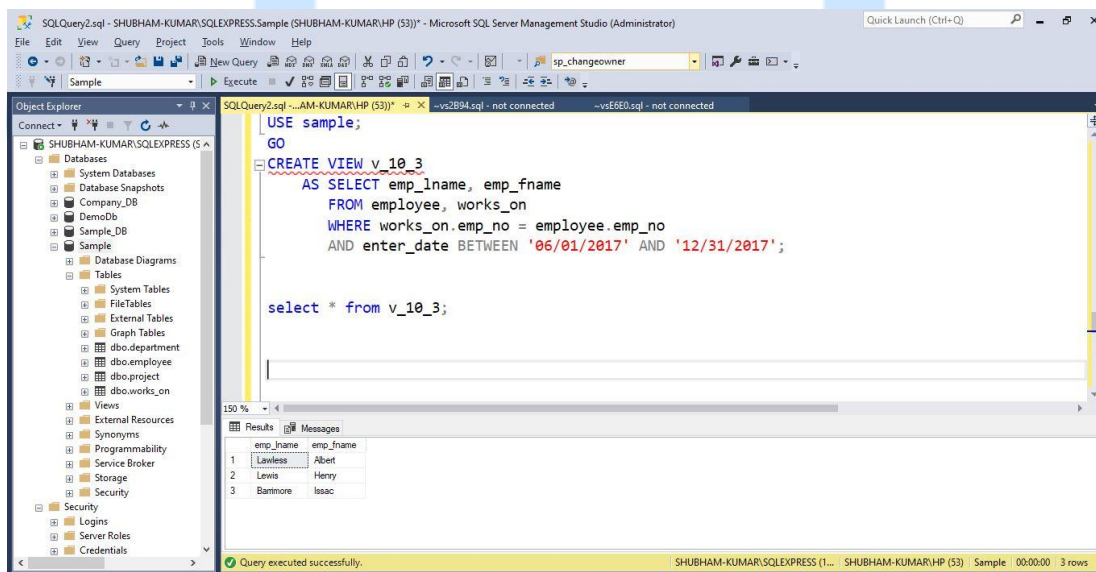 SQLQuery2.sql - SHUBHAM-KUMAR\SQLEXPRESS.Sample (SHUBHAM-KUMAR\HP (53))* - Microsoft SQL Server Management Studio (Administrator)
Quick Launch (Ctrl+Q)
File Edit View Query Project Tools Window Help
New Query
sp_changeowner
Sample
Execute
Object Explorer
SQLQuery2.sql -...AM-KUMAR\HP (53))*
~vs2B94.sql - not connected
~vsE6E0.sql - not connected
Connect
SHUBHAM-KUMAR\SQLEXPRESS (S
Databases
System Databases
Database Snapshots
Company_DB
DemoDb
Sample_DB
Sample
Database Diagrams
Tables
System Tables
FileTables
External Tables
Graph Tables
dbo.department
dbo.employee
dbo.project
dbo.works_on
Views
External Resources
Synonyms
Programmability
Service Broker
Storage
Security
Security
Logins
Server Roles
Credentials
USE sample;
GO
CREATE VIEW v_10_3
AS SELECT emp_lname, emp_fname
FROM employee, works_on
WHERE works_on.emp_no = employee.emp_no
AND enter_date BETWEEN '06/01/2017' AND '12/31/2017';
select * from v_10_3;
150 %
Results Messages
emp_lname emp_fname
1 Lawless Albert
2 Lewis Henry
3 Issac
Query executed successfully.
SHUBHAM-KUMAR\SQLEXPRESS (1... SHUBHAM-KUMAR\HP (53) Sample 00:00:00 3 rows